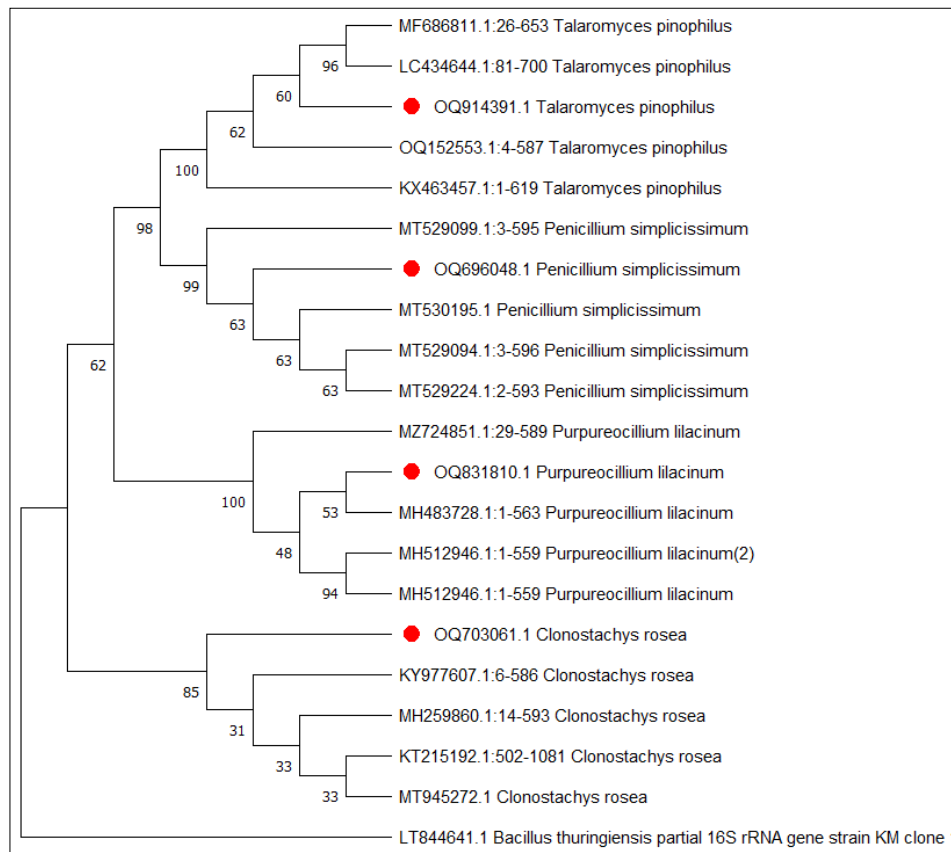 MF686811.1:26-653 Talaromyces pinophilus
96
LC434644.1:81-700 Talaromyces pinophilus
60
OQ914391.1 Talaromyces pinophilus
62
OQ152553.1:4-587 Talaromyces pinophilus
100
KX463457.1:1-619 Talaromyces pinophilus
98
MT529099.1:3-595 Penicillium simplicissimum
99
OQ696048.1 Penicillium simplicissimum
63
MT530195.1 Penicillium simplicissimum
63
MT529094.1:3-596 Penicillium simplicissimum
62
63
MT529224.1:2-593 Penicillium simplicissimum
MZ724851.1:29-589 Purpureocillium lilacinum
100
OQ831810.1 Purpureocillium lilacinum
53
MH483728.1:1-563 Purpureocillium lilacinum
48
MH512946.1:1-559 Purpureocillium lilacinum(2)
94
MH512946.1:1-559 Purpureocillium lilacinum
OQ703061.1 Clonostachys rosea
85
KY977607.1:6-586 Clonostachys rosea
31
MH259860.1:14-593 Clonostachys rosea
33
KT215192.1:502-1081 Clonostachys rosea
33
MT945272.1 Clonostachys rosea
LT844641.1 Bacillus thuringiensis partial 16S rRNA gene strain KM clone